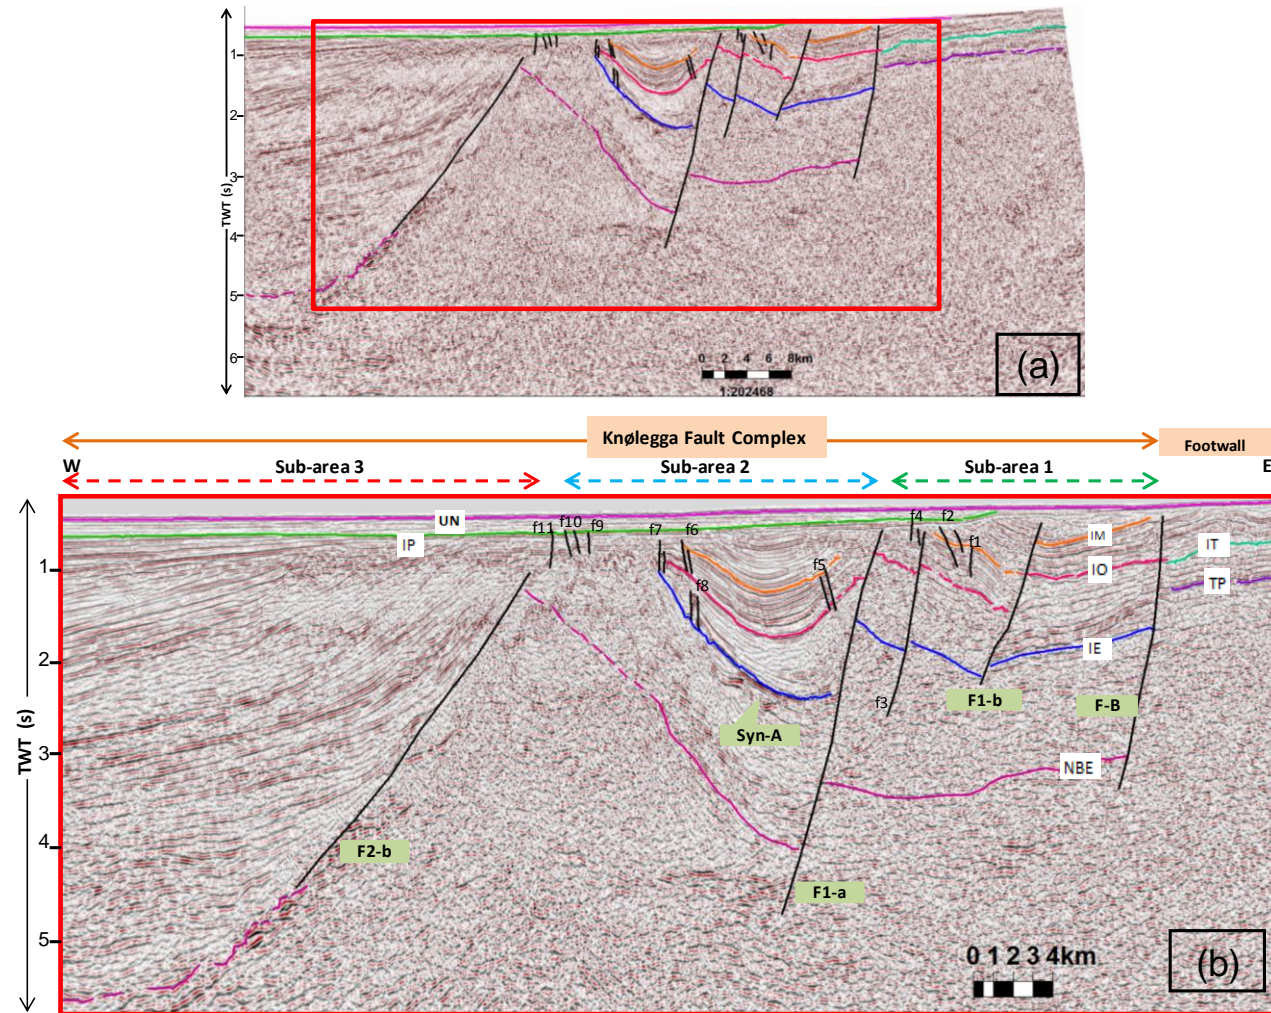 1
2
3
4
5
6
TWT (s)
0 2 4 6 8km
1:202468
(a)
Knølegga Fault Complex
Footwall
W
Sub-area 3
Sub-area 2
Sub-area 1
E
UN
IP
f11
f10
f9
f7
f6
f8
f5
f4
f2
f1
f3
IM
IO
IT
TP
IE
NBE
Syn-A
F1-b
F-B
F2-b
F1-a
1
2
3
4
5
TWT (s)
0 1 2 3 4km
(b)